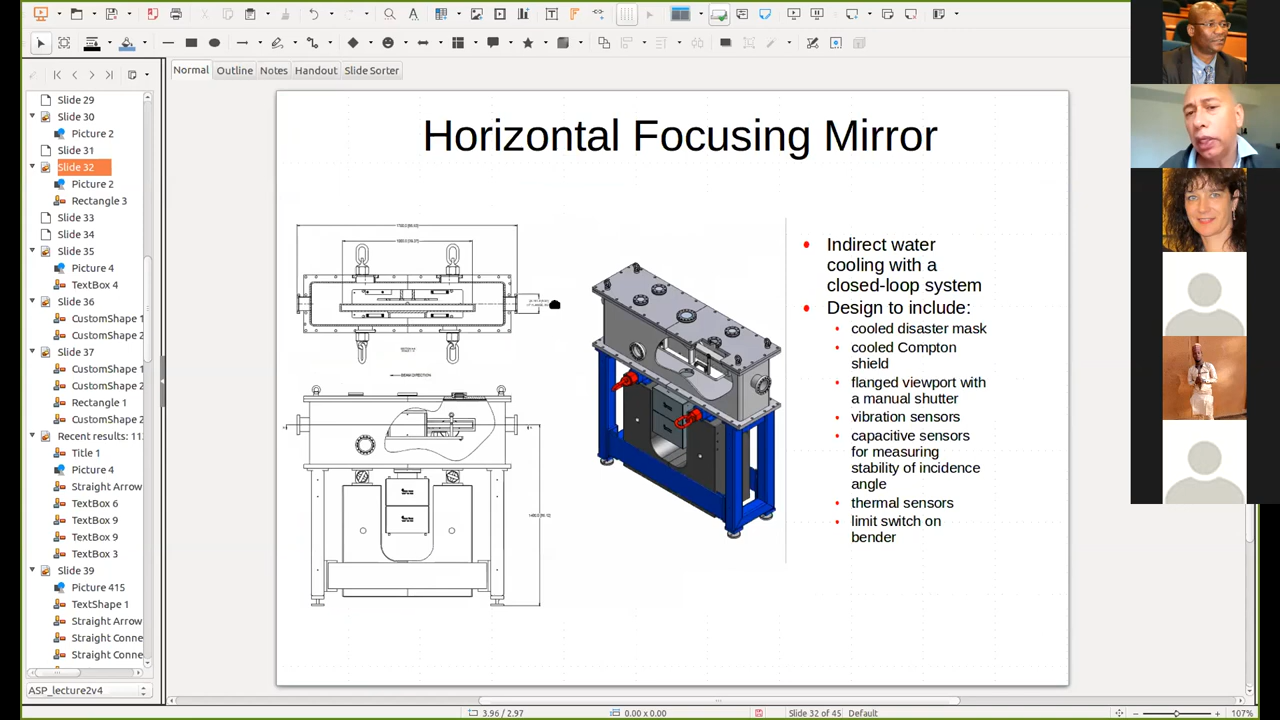 Normal
Outline
Notes
Handout
Slide Sorter
Slide 29
Slide 30
Picture 2
Slide 31
Slide 32
Picture 2
Rectangle 3
Slide 33
Slide 34
Slide 35
Picture 4
TextBox 4
Slide 36
CustomShape 1
CustomShape
Slide 37
CustomShape
CustomShape
Rectangle 1
CustomShape 2
Recent results: 11
Title 1
Picture 4
Straight Arrow
TextBox 6
TextBox 9
TextBox 9
TextBox 3
Slide 39
Picture 415
TextShape 1
Straight Arrow
Straight Conne
Straight Conne
ASP_lecture2v4
Horizontal Focusing Mirror
BEAM DIRECTION
• Indirect water
cooling with a
closed-loop system
• Design to include:
• cooled disaster mask
• cooled Compton
shield
• flanged viewport with
a manual shutter
• vibration sensors
• capacitive sensors
for measuring
stability of incidence
angle
• thermal sensors
• limit switch on
bender
3.96 / 2.97
0.00 x 0.00
Slide 32 of 45
Default
107%